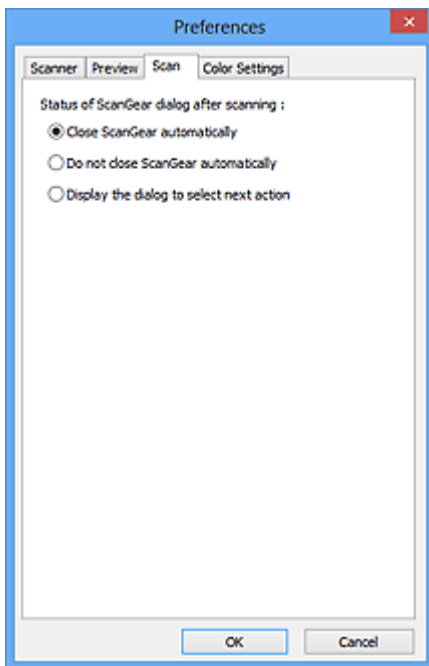 Preferences
Scanner Preview Scan Color Settings
Status of ScanGear dialog after scanning :
Close ScanGear automatically
Do not close ScanGear automatically
Display the dialog to select next action
OK Cancel